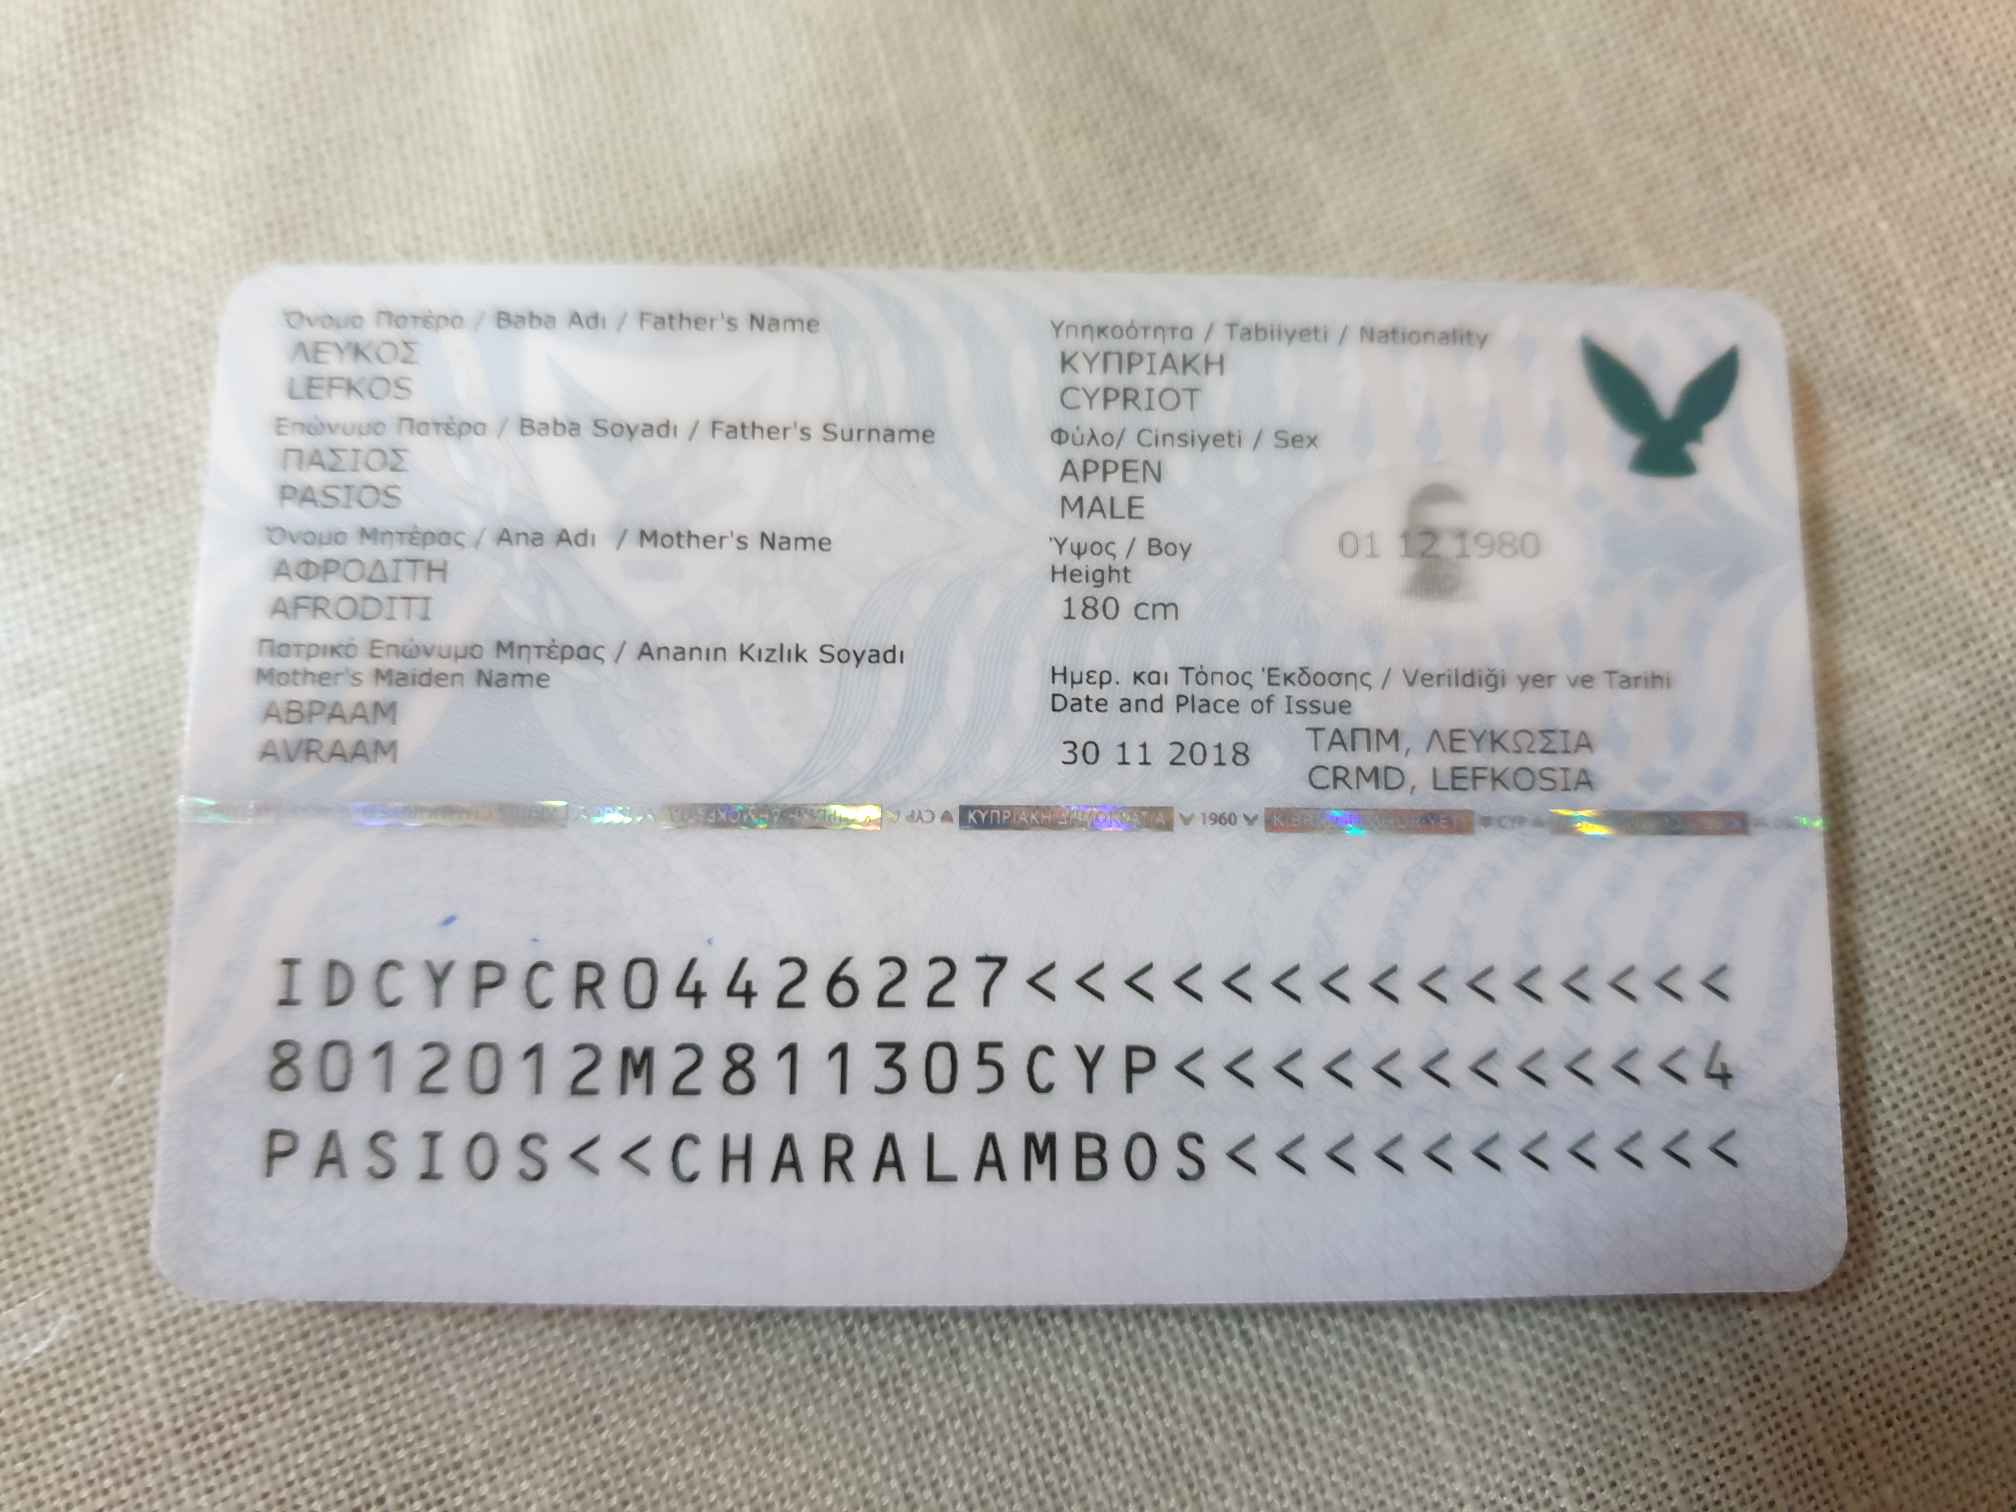 Όνομα Πατέρα / Baba Adı / Father's Name
ΛΕΥΚΟΣ
LEFKOS
Επώνυμο Πατέρα / Baba Soyadı / Father's Surname
ΠΑΣΙΟΣ
PASIOS
Όνομα Μητέρας / Ana Adı / Mother's Name
ΑΦΡΟΔΙΤΗ
AFRODITI
Πατρικό Επώνυμο Μητέρας / Ananın Kızlık Soyadı
Mother's Maiden Name
ΑΒΡΑΑΜ
AVRAAM
Υπηκοότητα / Tabiiyeti / Nationality
ΚΥΠΡΙΑΚΗ
CYPRIOT
Φύλο/ Cinsiyeti / Sex
ΑΡΡΕΝ
MALE
Ύψος / Boy
Height
180 cm
01 12 1980
Ημερ. και Τόπος Έκδοσης / Verildiği yer ve Tarihi
Date and Place of Issue
30 11 2018
ΤΑΠΜ, ΛΕΥΚΩΣΙΑ
CRMD, LEFKOSIA
ΚΥΠΡΙΑΚΗ ΔΗΜΟΚΡΑΤΙΑ 1960 CYP
IDCYPCR04426227<<<<<<<<<<<<<<<
8012012M2811305CYP<<<<<<<<<<<4
PASIOS<<CHARALAMBOS<<<<<<<<<<<